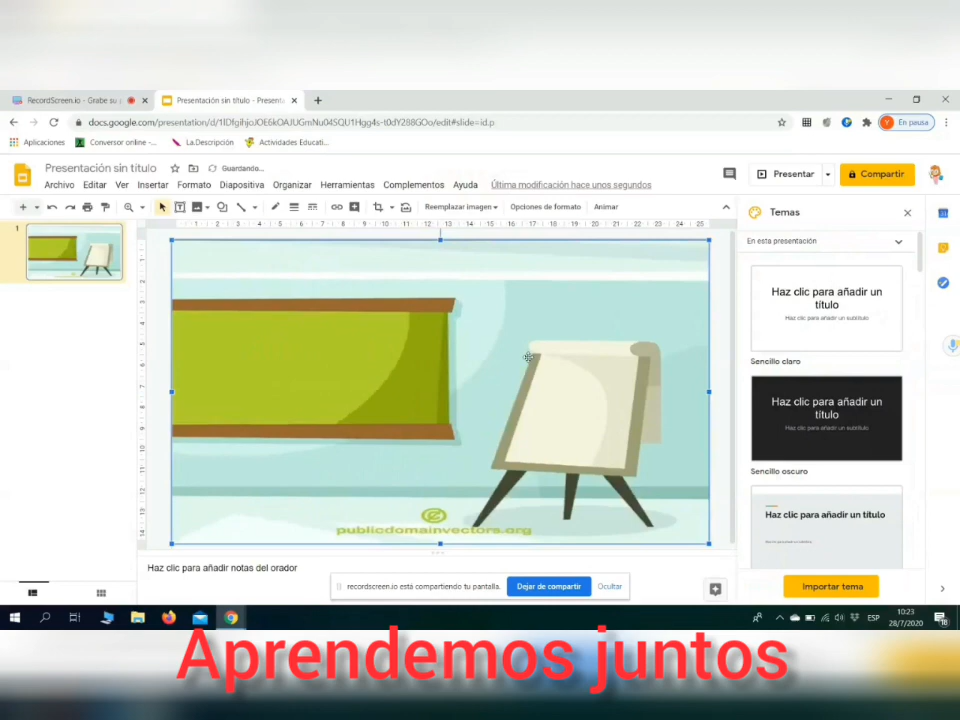 RecordScreen.io - Grabe su
Presentación sin título - Presenta
docs.google.com/presentation/d/
/edit#slide=id.p
En pausa
Aplicaciones
Conversor online -...
La.Descripción
Actividades Educati...
Presentación sin título
Guardando...
Archivo Editar Ver Insertar Formato Diapositiva Organizar Herramientas Complementos Ayuda
Última modificación hace unos segundos
Presentar
Compartir
Reemplazar imagen
Opciones de formato
Animar
Temas
En esta presentación
1
Haz clic para añadir un
título
Haz clic para añadir un subtítulo
Sencillo claro
Haz clic para añadir un
título
Haz clic para añadir un subtítulo
Sencillo oscuro
Haz clic para añadir un título
Importar tema
publicdomainvectors.org
Haz clic para añadir notas del orador
recordscreen.io está compartiendo tu pantalla.
Dejar de compartir
Ocultar
ESP
10:23
28/7/2020
Aprendemos juntos